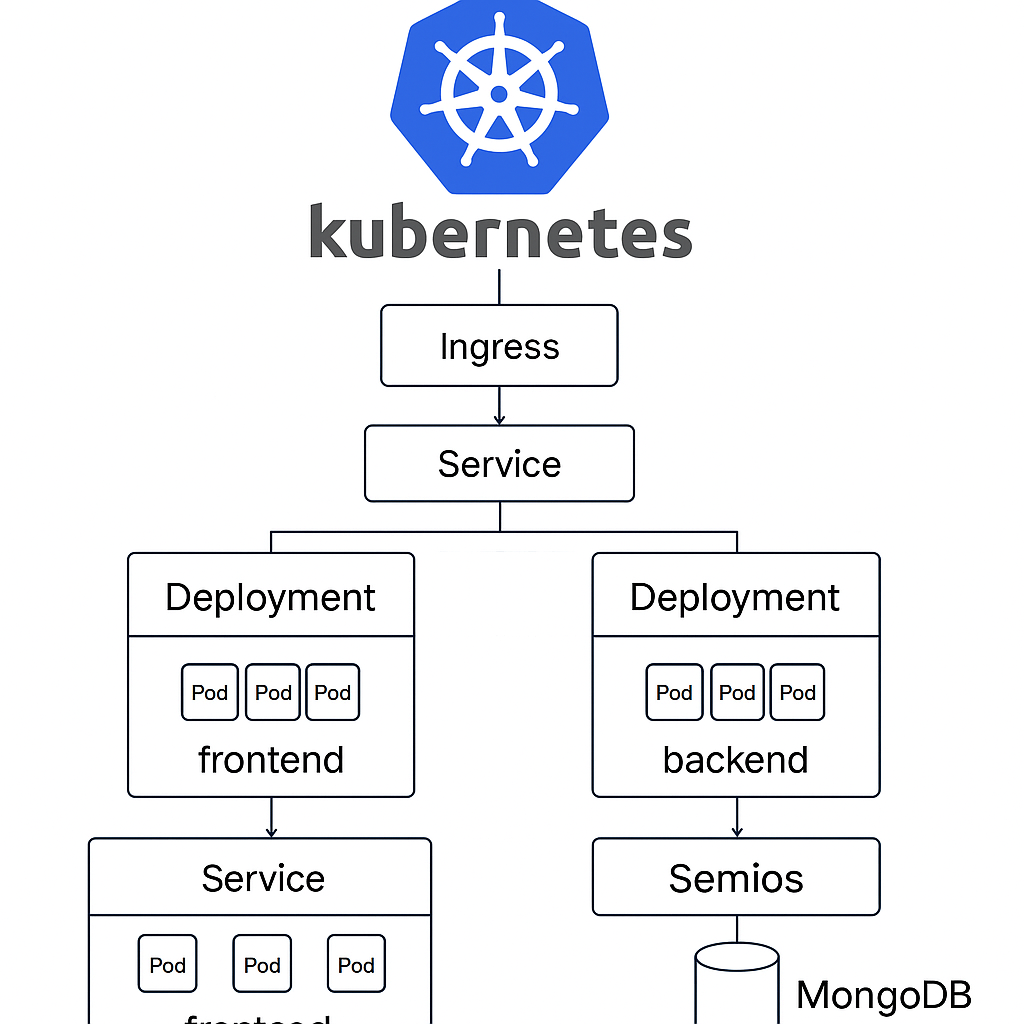 kubernetes
Ingress
Service
Deployment
Pod Pod Pod
frontend
Deployment
Pod Pod Pod
backend
Service
Pod Pod Pod
Semios
MongoDB